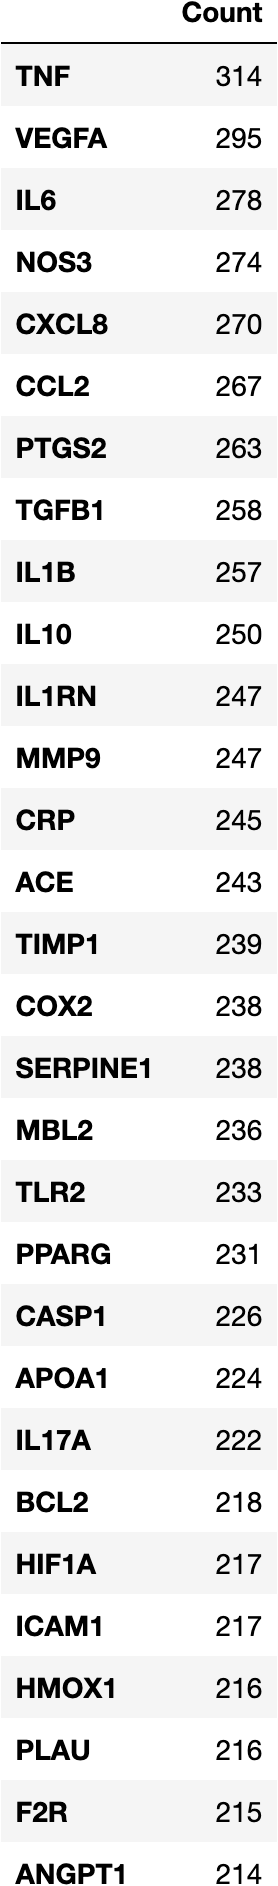 Count
TNF 314
VEGFA 295
IL6 278
NOS3 274
CXCL8 270
CCL2 267
PTGS2 263
TGFB1 258
IL1B 257
IL10 250
IL1RN 247
MMP9 247
CRP 245
ACE 243
TIMP1 239
COX2 238
SERPINE1 238
MBL2 236
TLR2 233
PPARG 231
CASP1 226
APOA1 224
IL17A 222
BCL2 218
HIF1A 217
ICAM1 217
HMOX1 216
PLAU 216
F2R 215
ANGPT1 214